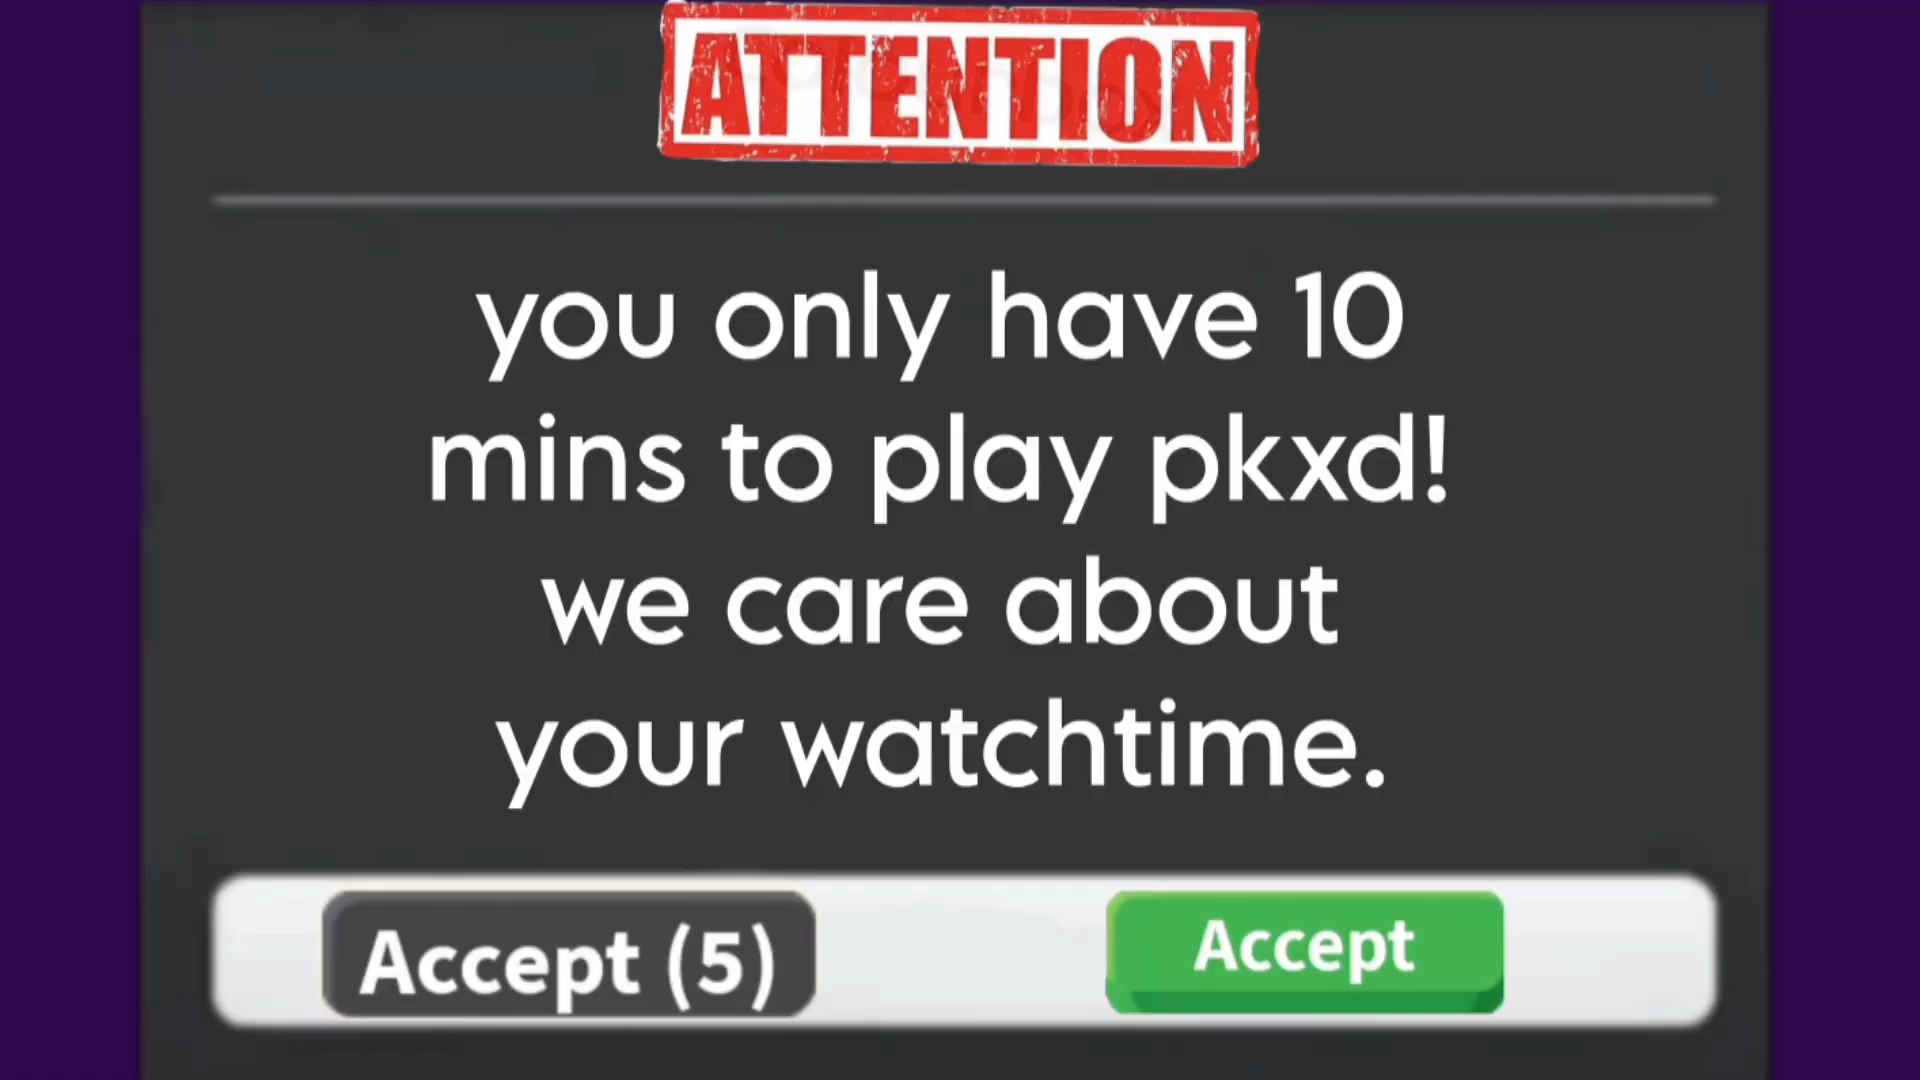 ATTENTION
you only have 10
mins to play pkxd!
we care about
your watchtime.
Accept (5)
Accept